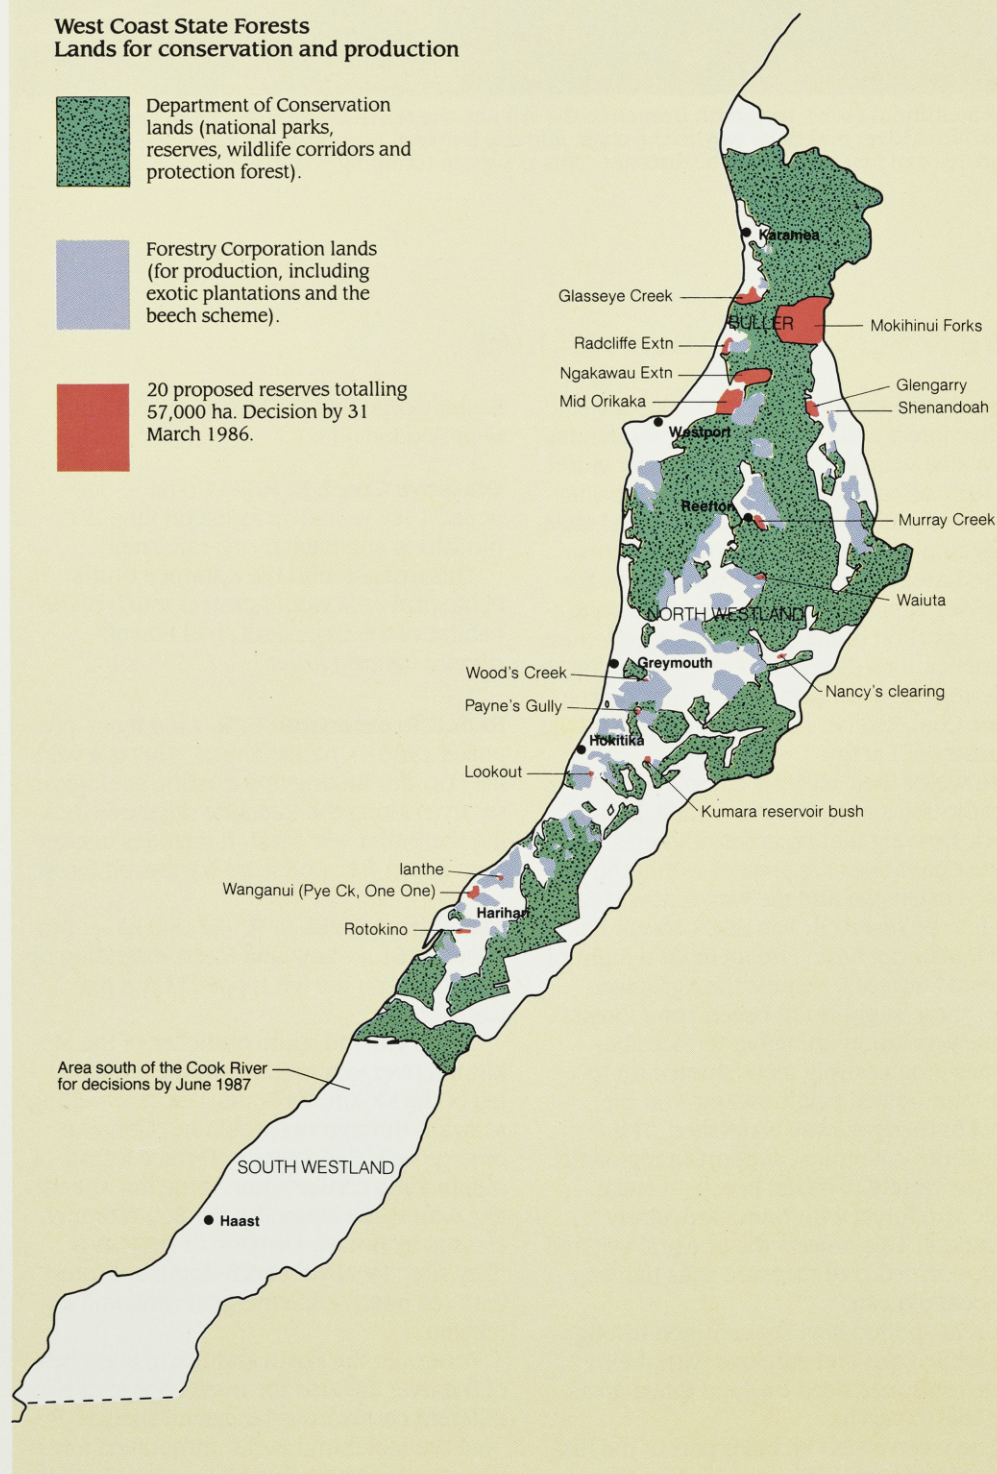 West Coast State Forests
Lands for conservation and production
Department of Conservation
lands (national parks,
reserves, wildlife corridors and
protection forest).
Forestry Corporation lands
(for production, including
exotic plantations and the
beech scheme).
20 proposed reserves totalling
57,000 ha. Decision by 31
March 1986.
Karamea
Glasseye Creek
BULLER
Mokihinui Forks
Radcliffe Extn
Ngakawau Extn
Glengarry
Mid Orikaka
Shenandoah
Westport
Reefton
Murray Creek
Waiuta
NORTH WESTLAND
Greymouth
Wood's Creek
Nancy's clearing
Payne's Gully
Hokitika
Lookout
Kumara reservoir bush
Ianthe
Wanganui (Pye Ck, One One)
Harihari
Rotokino
Area south of the Cook River
for decisions by June 1987
SOUTH WESTLAND
Haast